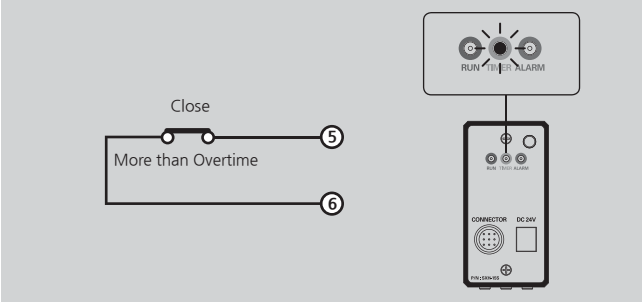 RUN TIMER ALARM
Close
⑤
More than Overtime
⑥
RUN TIMER ALARM
CONNECTOR DC 24V